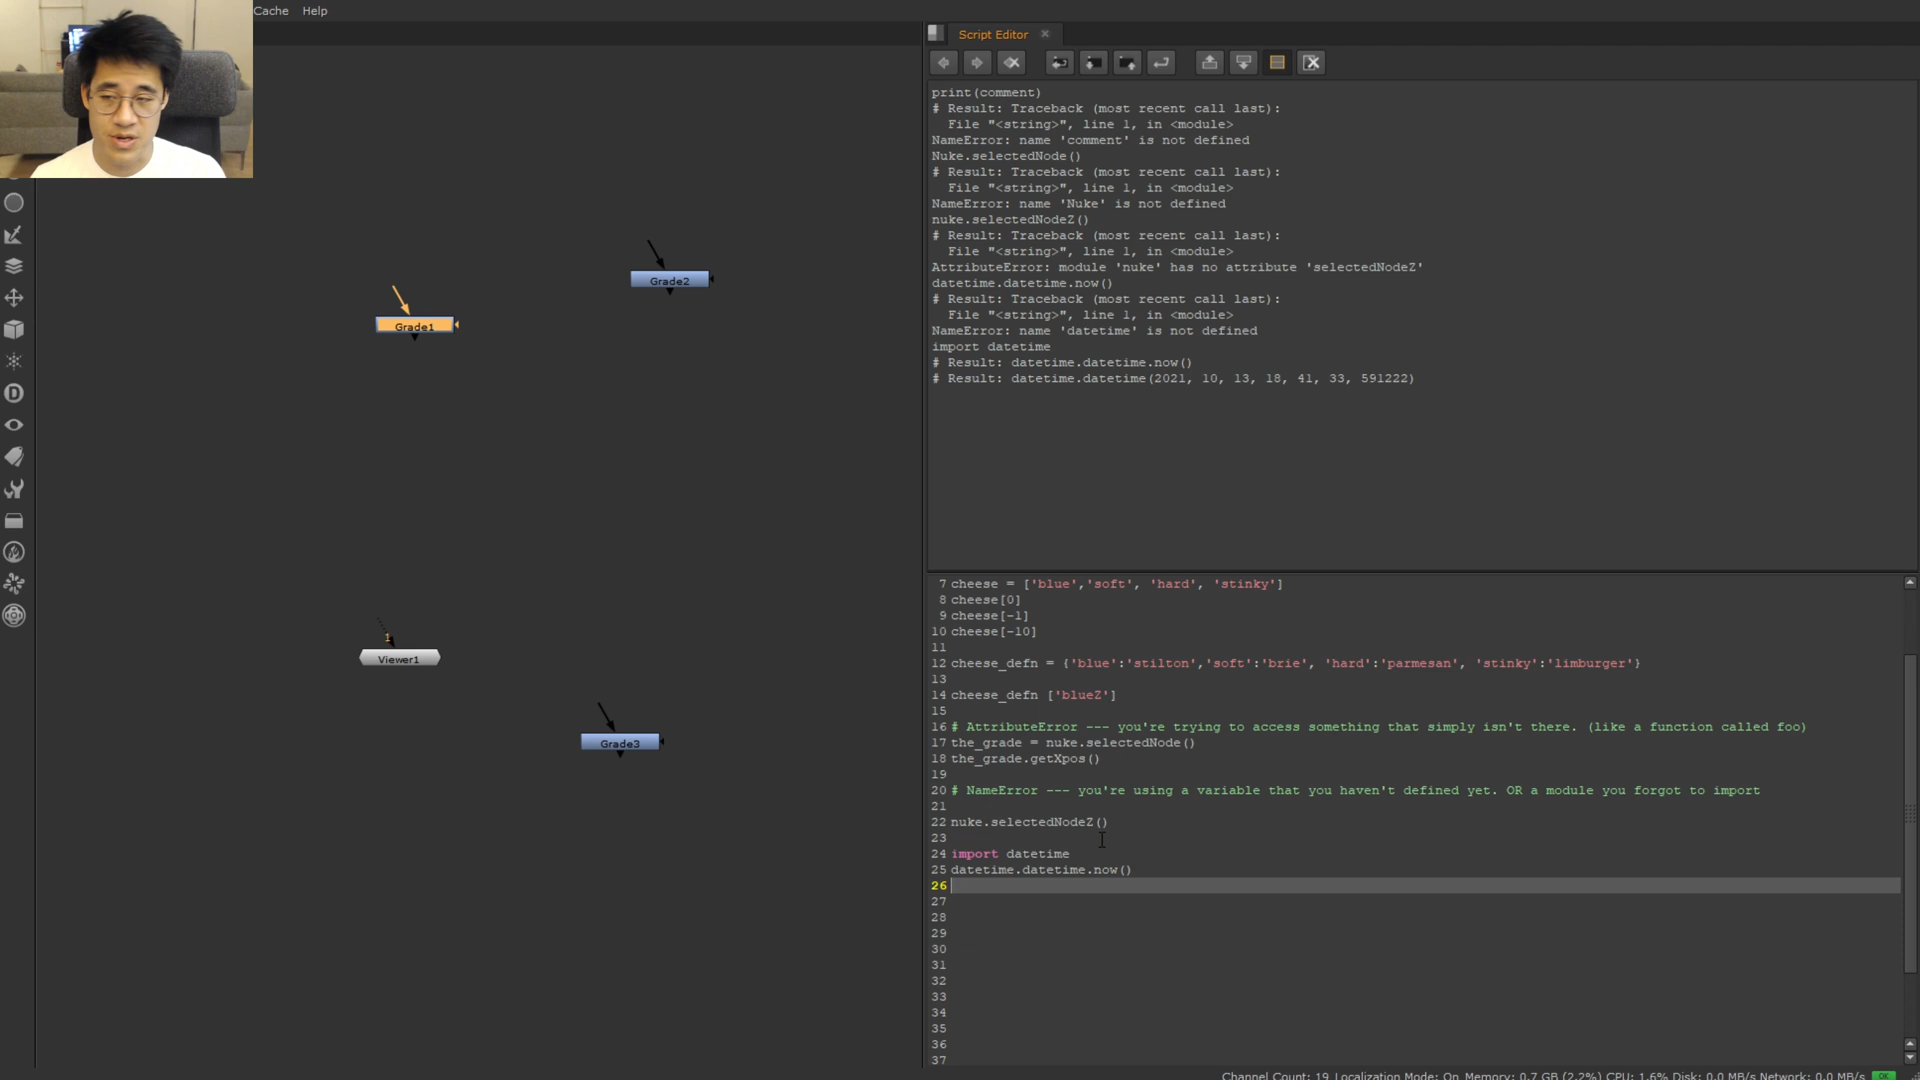 Cache Help
Script Editor
print(comment)
# Result: Traceback (most recent call last):
File "<string>", line 1, in <module>
NameError: name 'comment' is not defined
Nuke.selectedNode()
# Result: Traceback (most recent call last):
File "<string>", line 1, in <module>
NameError: name 'Nuke' is not defined
nuke.selectedNodeZ()
# Result: Traceback (most recent call last):
File "<string>", line 1, in <module>
AttributeError: module 'nuke' has no attribute 'selectedNodeZ'
datetime.datetime.now()
# Result: Traceback (most recent call last):
File "<string>", line 1, in <module>
NameError: name 'datetime' is not defined
import datetime
# Result: datetime.datetime.now()
# Result: datetime.datetime(2021, 10, 13, 18, 41, 33, 591222)
Grade2
Grade1
1
Viewer1
Grade3
D
7 cheese = ['blue','soft', 'hard', 'stinky']
8 cheese[0]
9 cheese[-1]
10 cheese[-10]
11
12 cheese_defn = {'blue':'stilton','soft':'brie', 'hard':'parmesan', 'stinky':'limburger'}
13
14 cheese_defn ['blueZ']
15
16 # AttributeError --- you're trying to access something that simply isn't there. (like a function called foo)
17 the_grade = nuke.selectedNode()
18 the_grade.getXpos()
19
20 # NameError --- you're using a variable that you haven't defined yet. OR a module you forgot to import
21
22 nuke.selectedNodeZ()
23
24 import datetime
25 datetime.datetime.now()
26
27
28
29
30
31
32
33
34
35
36
37
Channel Count: 19 Localization Mode: On Memory: 0.7 GB (2.2%) CPU: 1.6% Disk: 0.0 MB/s Network: 0.0 MB/s OK